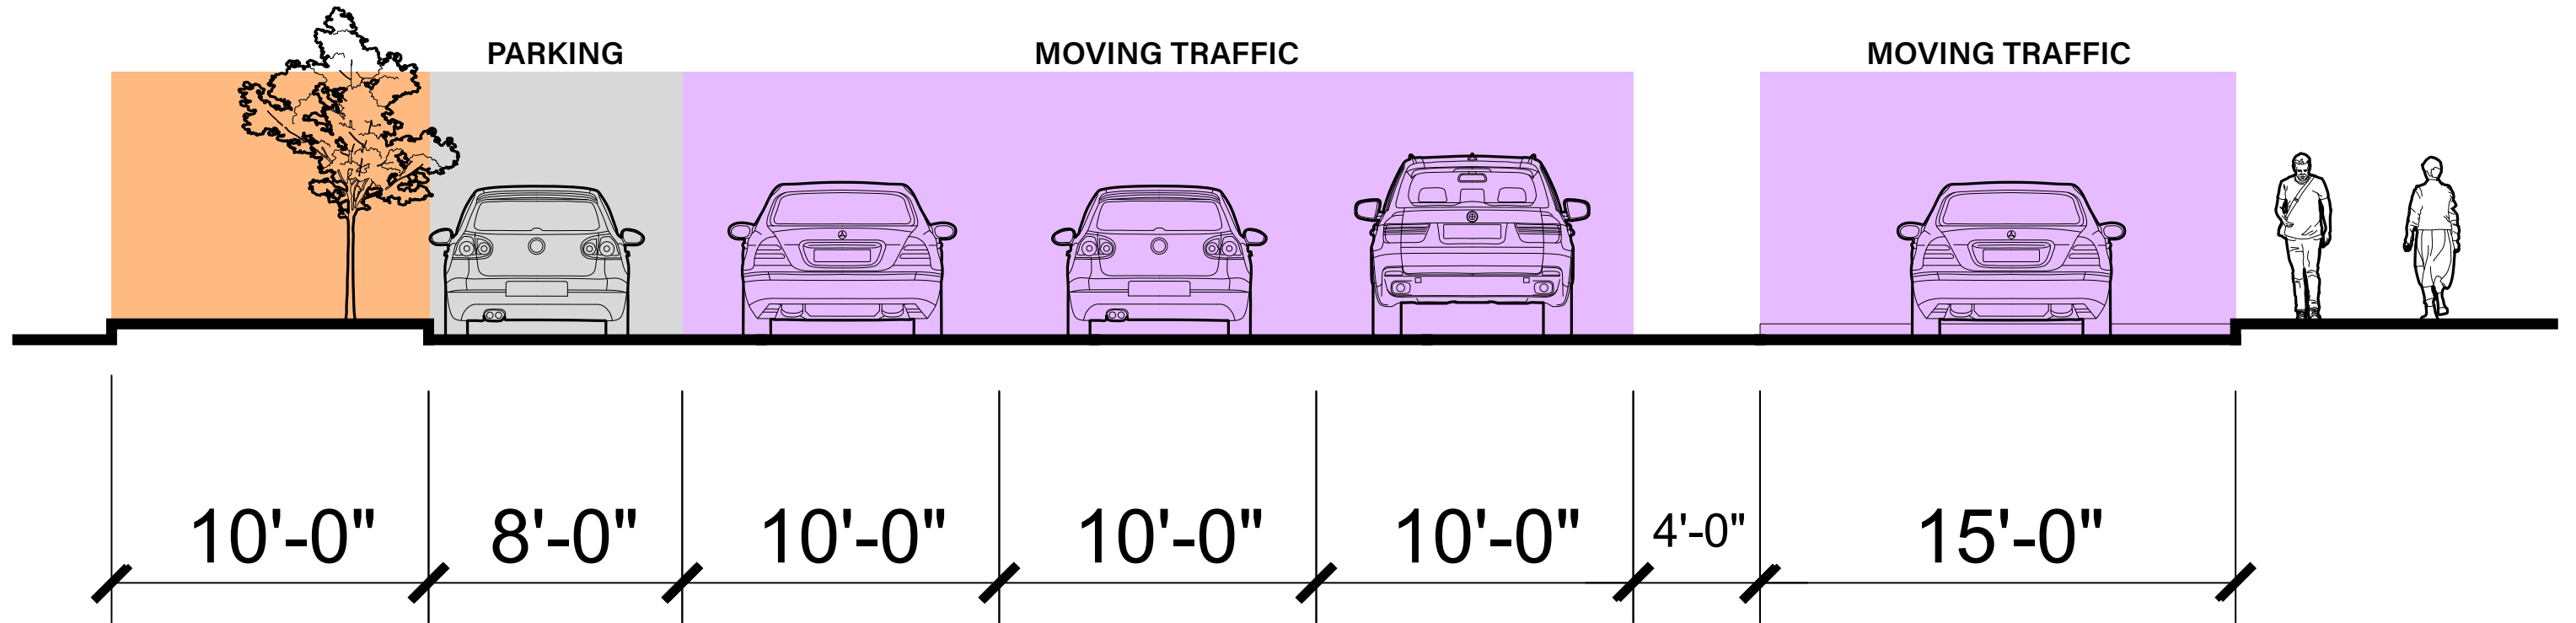 PARKING
MOVING TRAFFIC
MOVING TRAFFIC
10'-0"
8'-0"
10'-0"
10'-0"
10'-0"
4'-0"
15'-0"